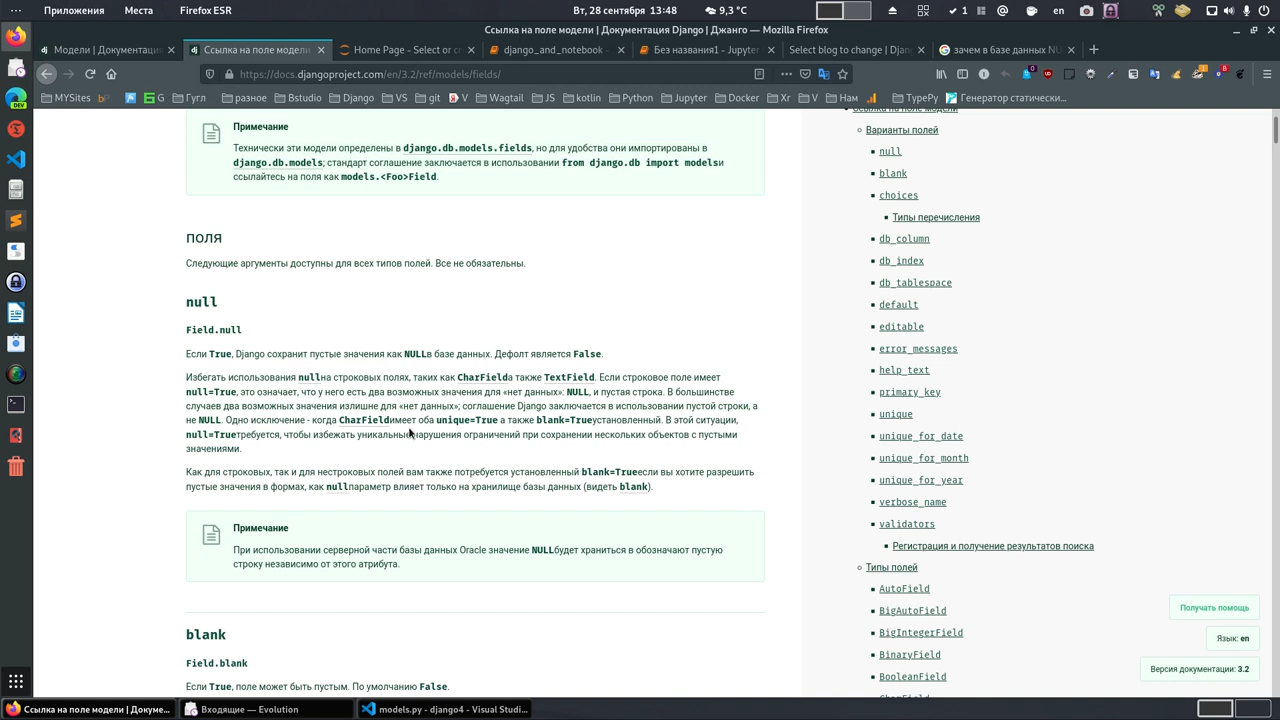 Приложения Места Firefox ESR Вт, 28 сентября 13:48 9,3 °C 1 en
Ссылка на поле модели | Документация Django | Джанго — Mozilla Firefox
Модели | Документация Ссылка на поле модели Home Page - Select or cr django_and_notebook - Без названия1 - Jupyter Select blog to change | Dja зачем в базе данных NU
https://docs.djangoproject.com/en/3.2/ref/models/fields/
MYSites Гугл разное Bstudio Django VS git V Wagtail JS kotlin Python Jupyter Docker Xr V Нам TypePy Генератор статически...
Ссылка на поле модели
Примечание
Технически эти модели определены в django.db.models.fields, но для удобства они импортированы в
django.db.models; стандарт соглашение заключается в использовании from django.db import modelsи
ссылайтесь на поля как models.<Foo>Field.
ПОЛЯ
Следующие аргументы доступны для всех типов полей. Все не обязательны.
null
Field.null
Если True, Django сохранит пустые значения как NULLв базе данных. Дефолт является False.
Избегать использования nullна строковых полях, таких как CharFieldа также TextField. Если строковое поле имеет
null=True, это означает, что у него есть два возможных значения для «нет данных»: NULL, и пустая строка. В большинстве
случаев два возможных значения излишне для «нет данных»; соглашение Django заключается в использовании пустой строки, а
не NULL. Одно исключение - когда CharFieldимеет оба unique=True а также blank=Trueустановленный. В этой ситуации,
null=Trueтребуется, чтобы избежать уникальные нарушения ограничений при сохранении нескольких объектов с пустыми
значениями.
Как для строковых, так и для нестроковых полей вам также потребуется установленный blank=Trueесли вы хотите разрешить
пустые значения в формах, как nullпараметр влияет только на хранилище базы данных (видеть blank).
Примечание
При использовании серверной части базы данных Oracle значение NULLбудет храниться в обозначают пустую
строку независимо от этого атрибута.
blank
Field.blank
Если True, поле может быть пустым. По умолчанию False.
Варианты полей
null
blank
choices
Типы перечисления
db_column
db_index
db_tablespace
default
editable
error_messages
help_text
primary_key
unique
unique_for_date
unique_for_month
unique_for_year
verbose_name
validators
Регистрация и получение результатов поиска
Типы полей
AutoField
BigAutoField
BigIntegerField
BinaryField
BooleanField
CharField
Получать помощь
Язык: en
Версия документации: 3.2
Ссылка на поле модели | Докуме... Входящие — Evolution models.py - django4 - Visual Studi...